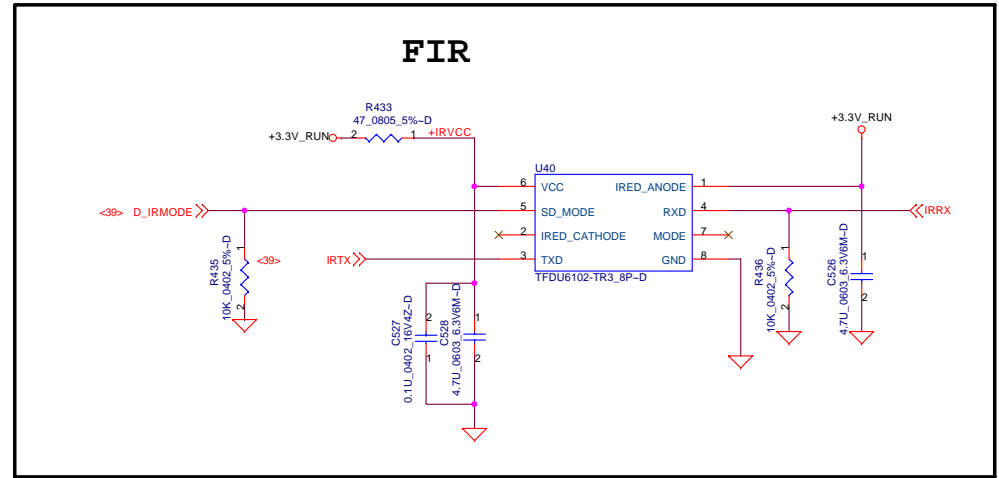 FIR
R433
47_0805_5%~D
+3.3V_RUN
2
1
+IRVCC
+3.3V_RUN
U40
6
VCC
IRED_ANODE
1
<39>
D_IRMODE
5
SD_MODE
RXD
4
IRRX
2
IRED_CATHODE
MODE
7
IRTX
3
TXD
GND
8
TFDU6102-TR3_8P~D
<39>
1
R435
10K_0402_5%~D
2
2
C527
0.1U_0402_16V4Z~D
1
1
C528
4.7U_0603_6.3V6M~D
2
1
R436
10K_0402_5%~D
2
1
C526
4.7U_0603_6.3V6M~D
2